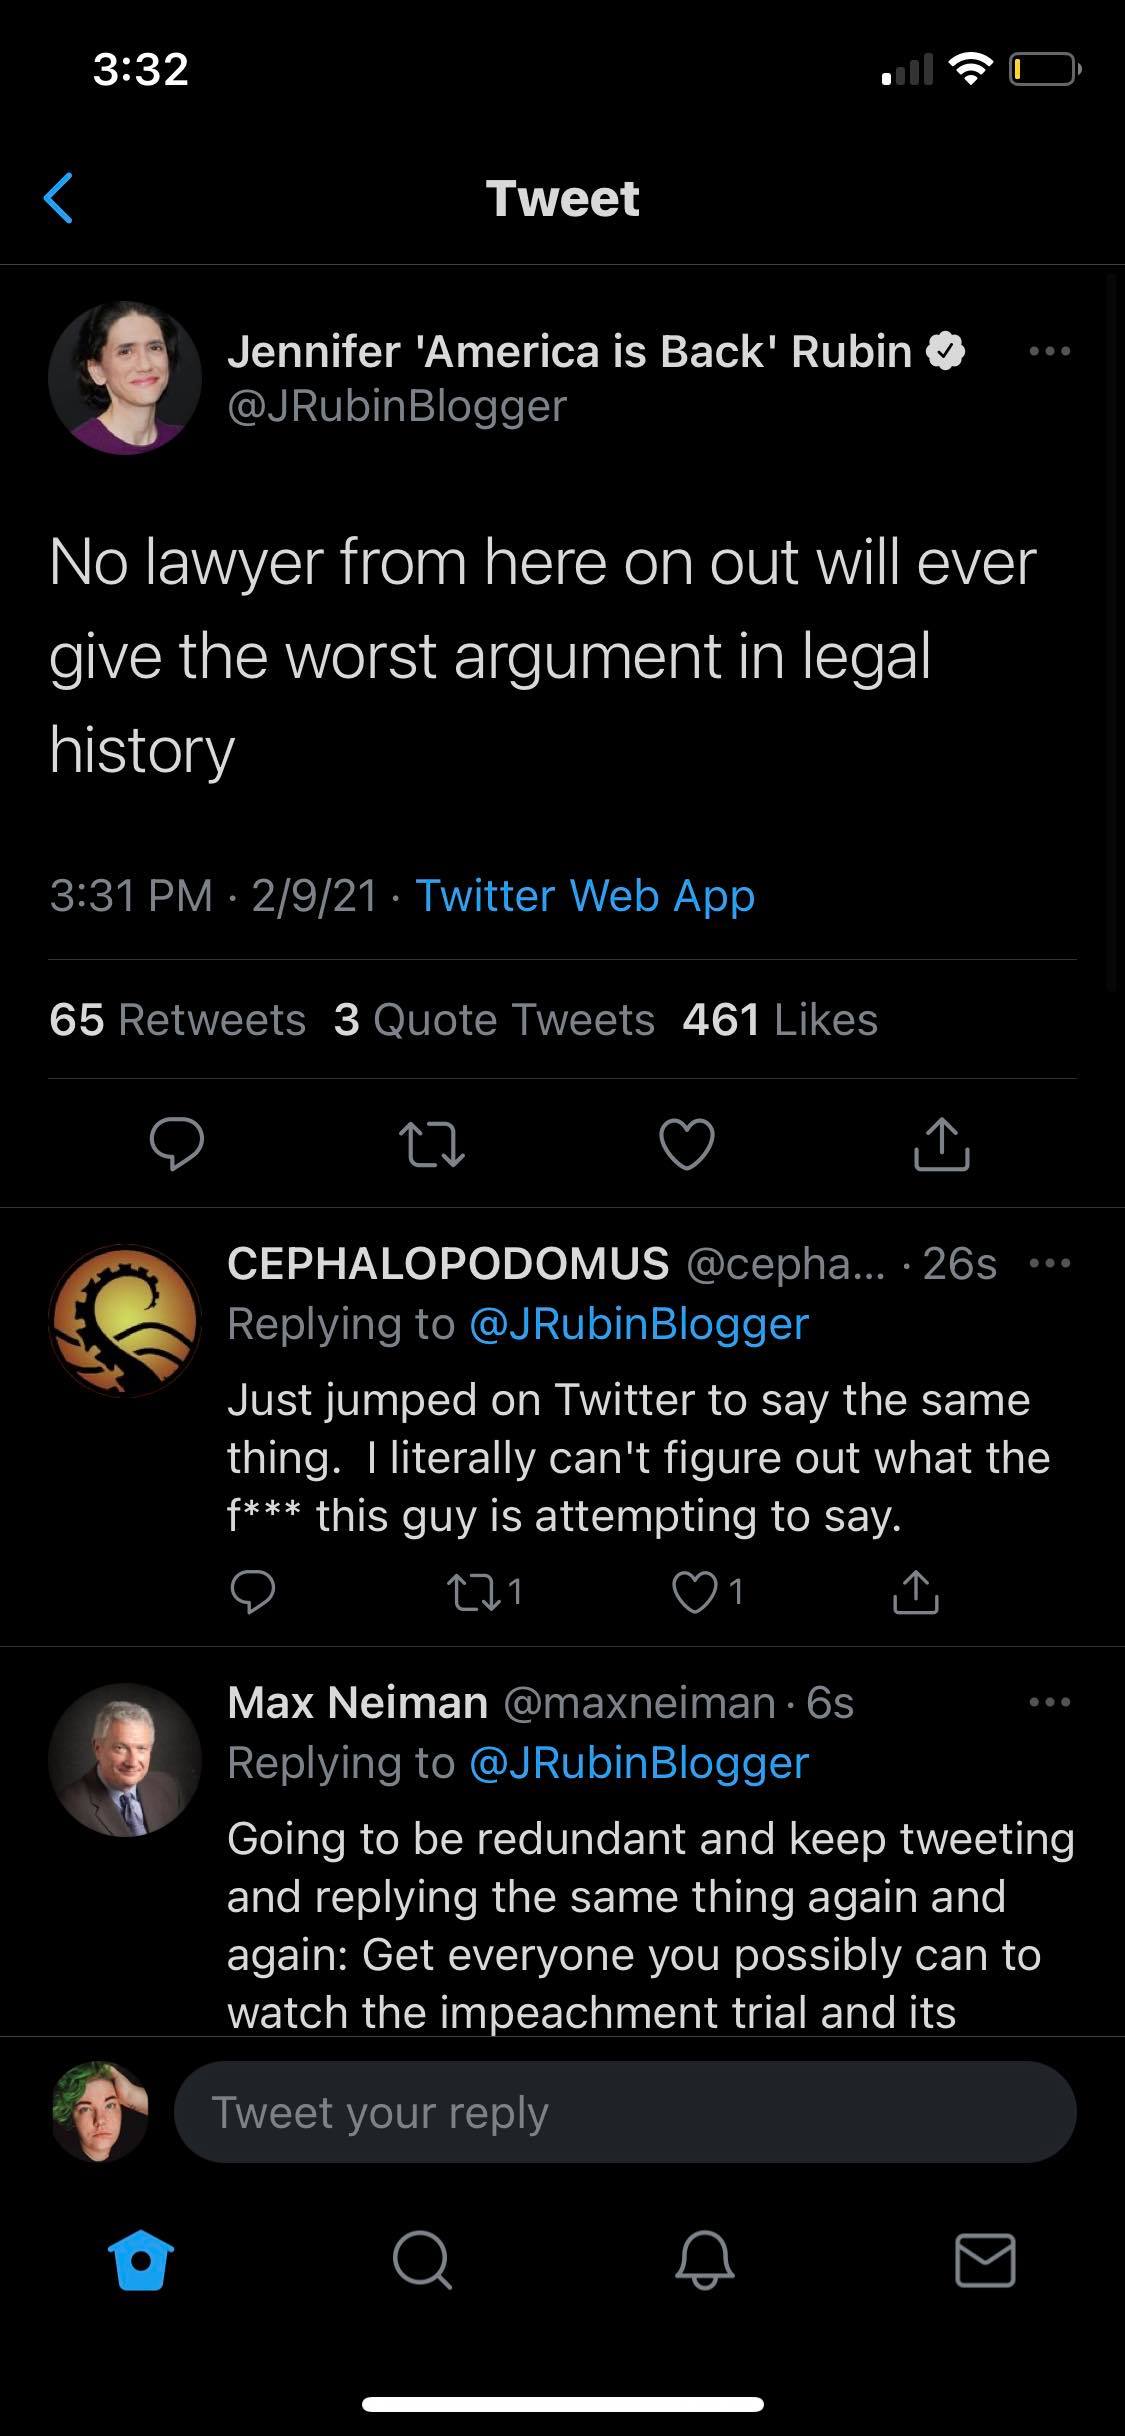 3:32
Tweet
Jennifer 'America is Back' Rubin
@JRubinBlogger
No lawyer from here on out will ever
give the worst argument in legal
history
3:31 PM · 2/9/21 · Twitter Web App
65 Retweets 3 Quote Tweets 461 Likes
CEPHALOPODOMUS @cepha... · 26s
Replying to @JRubinBlogger
Just jumped on Twitter to say the same
thing.  I literally can't figure out what the
f*** this guy is attempting to say.
1 1
Max Neiman @maxneiman · 6s
Replying to @JRubinBlogger
Going to be redundant and keep tweeting
and replying the same thing again and
again: Get everyone you possibly can to
watch the impeachment trial and its
Tweet your reply